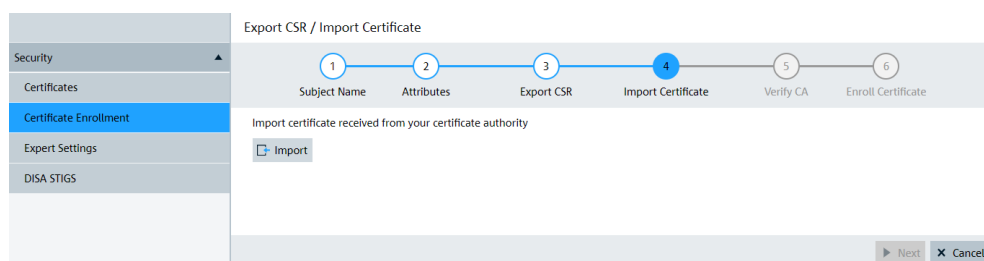 Export CSR / Import Certificate
Security
Certificates
Certificate Enrollment
Expert Settings
DISA STIGS
1 2 3 4 5 6
Subject Name Attributes Export CSR Import Certificate Verify CA Enroll Certificate
Import certificate received from your certificate authority
Import
Next Cancel